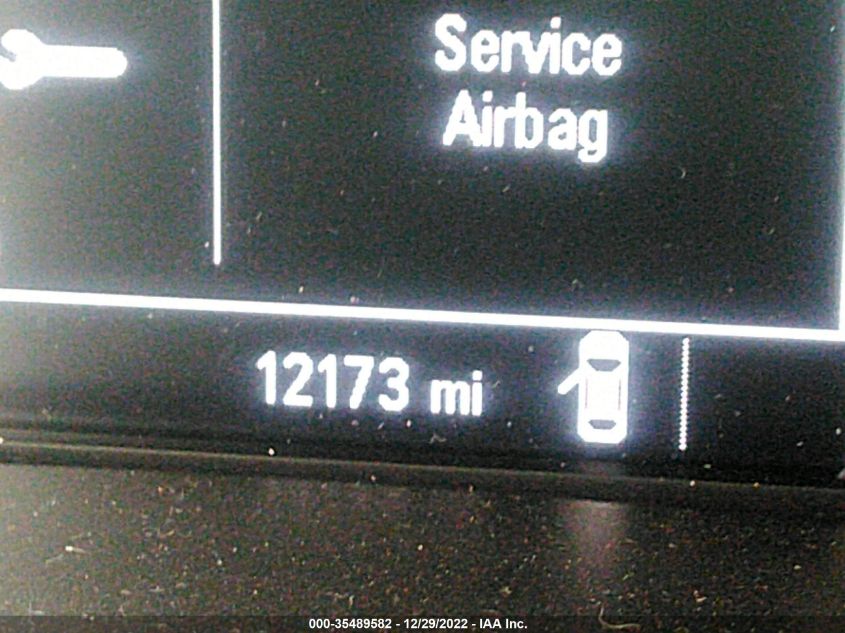 Service
Airbag
12173 mi
000-35489582 - 12/29/2022 - IAA Inc.